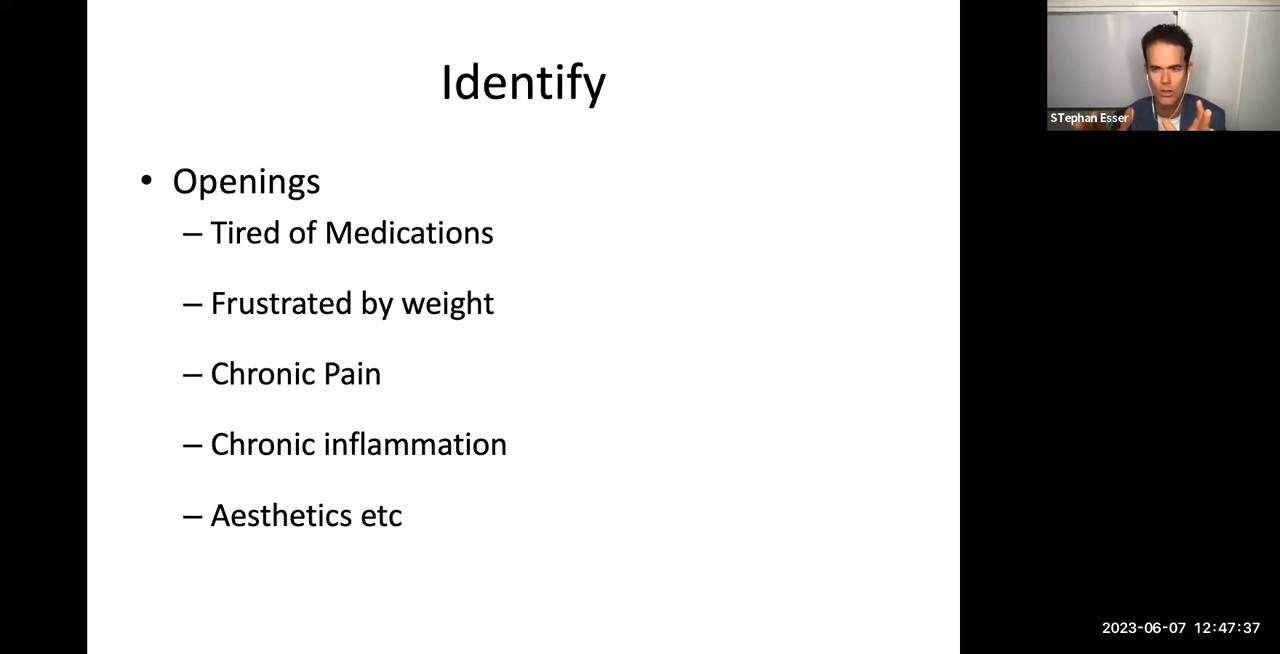 Identify
• Openings
– Tired of Medications
– Frustrated by weight
– Chronic Pain
– Chronic inflammation
– Aesthetics etc
STephan Esser
2023-06-07 12:47:37